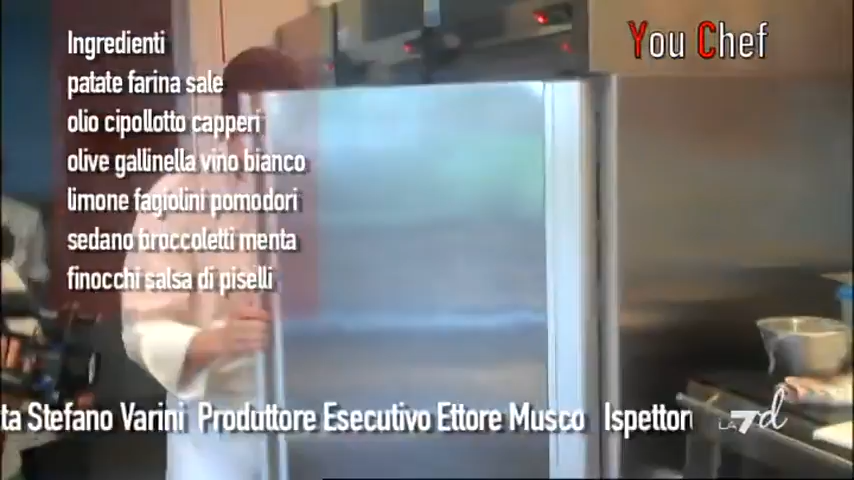 You Chef
Ingredienti
patate farina sale
olio cipollotto capperi
olive gallinella vino bianco
limone fagiolini pomodori
sedano broccoletti menta
finocchi salsa di piselli
ta Stefano Varini Produttore Esecutivo Ettore Musco Ispettor
LA7d